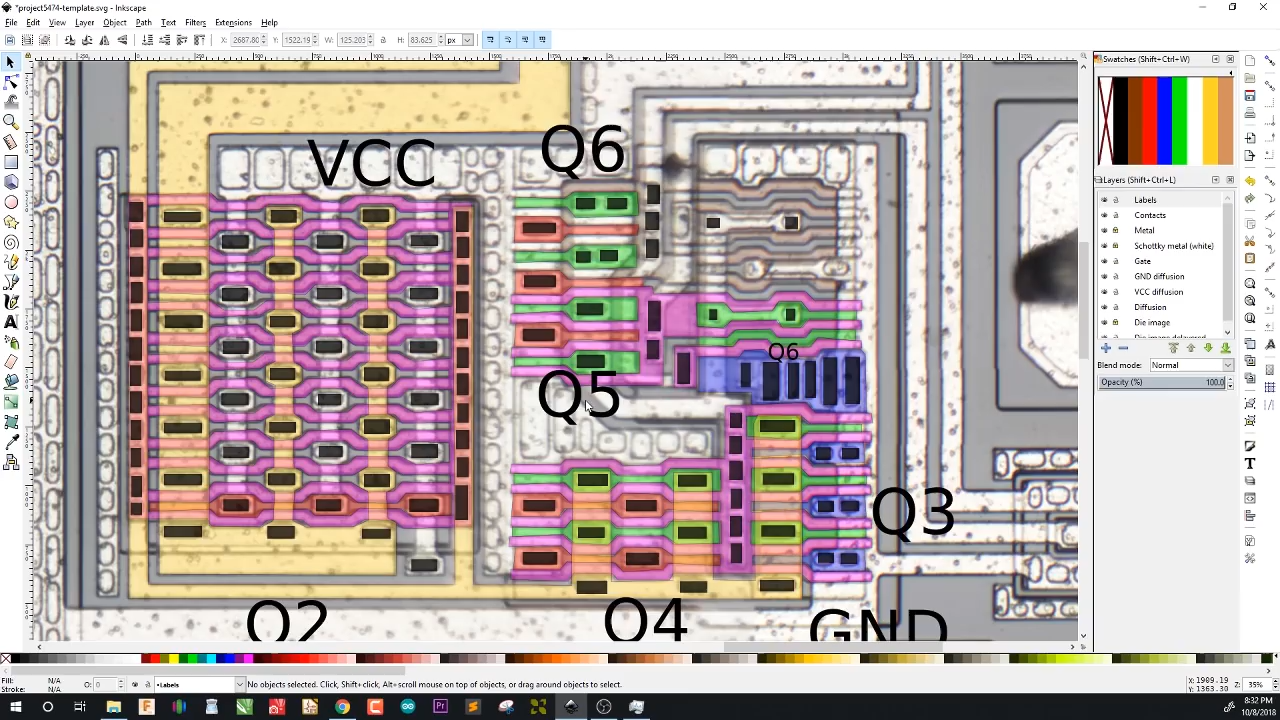 *project5474-template.svg - Inkscape
File Edit View Layer Object Path Text Filters Extensions Help
X: 2687.80 Y: 1522.19 W: 125.203 H: 83.625 px
Swatches (Shift+Ctrl+W)
Layers (Shift+Ctrl+L)
Labels
Contacts
Metal
Schottky metal (white)
Gate
GND diffusion
VCC diffusion
Diffusion
Die image
Blend mode: Normal
Opacity (%) 100.0
VCC
Q6
Q6
Q5
Q3
Q2
Q4
GND
Fill: N/A
Stroke: N/A
O: 0
•Labels
No objects selected. Click, Shift+click, Alt+scroll mouse on top of objects, or drag around objects to select.
X: 1909.19
Y: 1363.30
Z: 35%
8:32 PM
10/8/2018